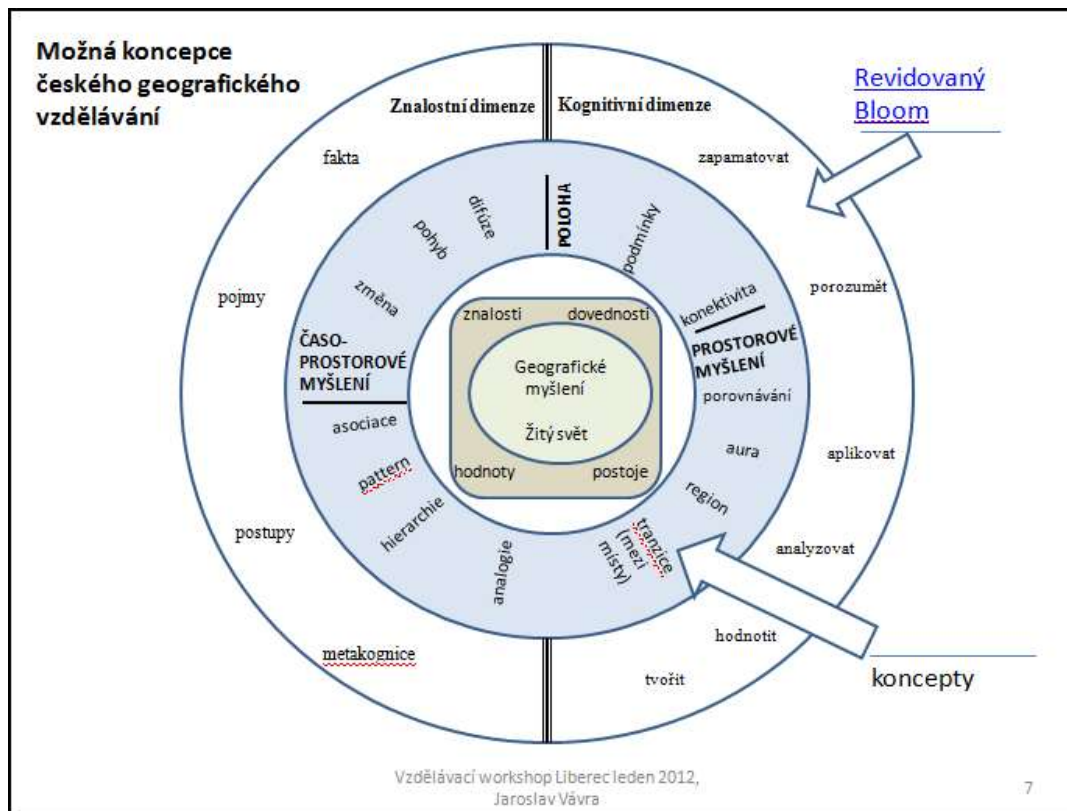 Možná koncepce
českého geografického
vzdělávání
Revidovaný
Bloom
Znalostní dimenze
Kognitivní dimenze
fakta
pojmy
postupy
metakognice
zapamatovat
porozumět
aplikovat
analyzovat
hodnotit
tvořit
POLOHA
podmínky
konektivita
PROSTOROVÉ
MYŠLENÍ
porovnávání
aura
region
tranzice
(mezi
místy)
analogie
hierarchie
pattern
asociace
ČASO-
PROSTOROVÉ
MYŠLENÍ
změna
pohyb
difúze
znalosti
dovednosti
Geografické
myšlení
Žitý svět
hodnoty
postoje
koncepty
Vzdělávací workshop Liberec leden 2012,
Jaroslav Vávra
7